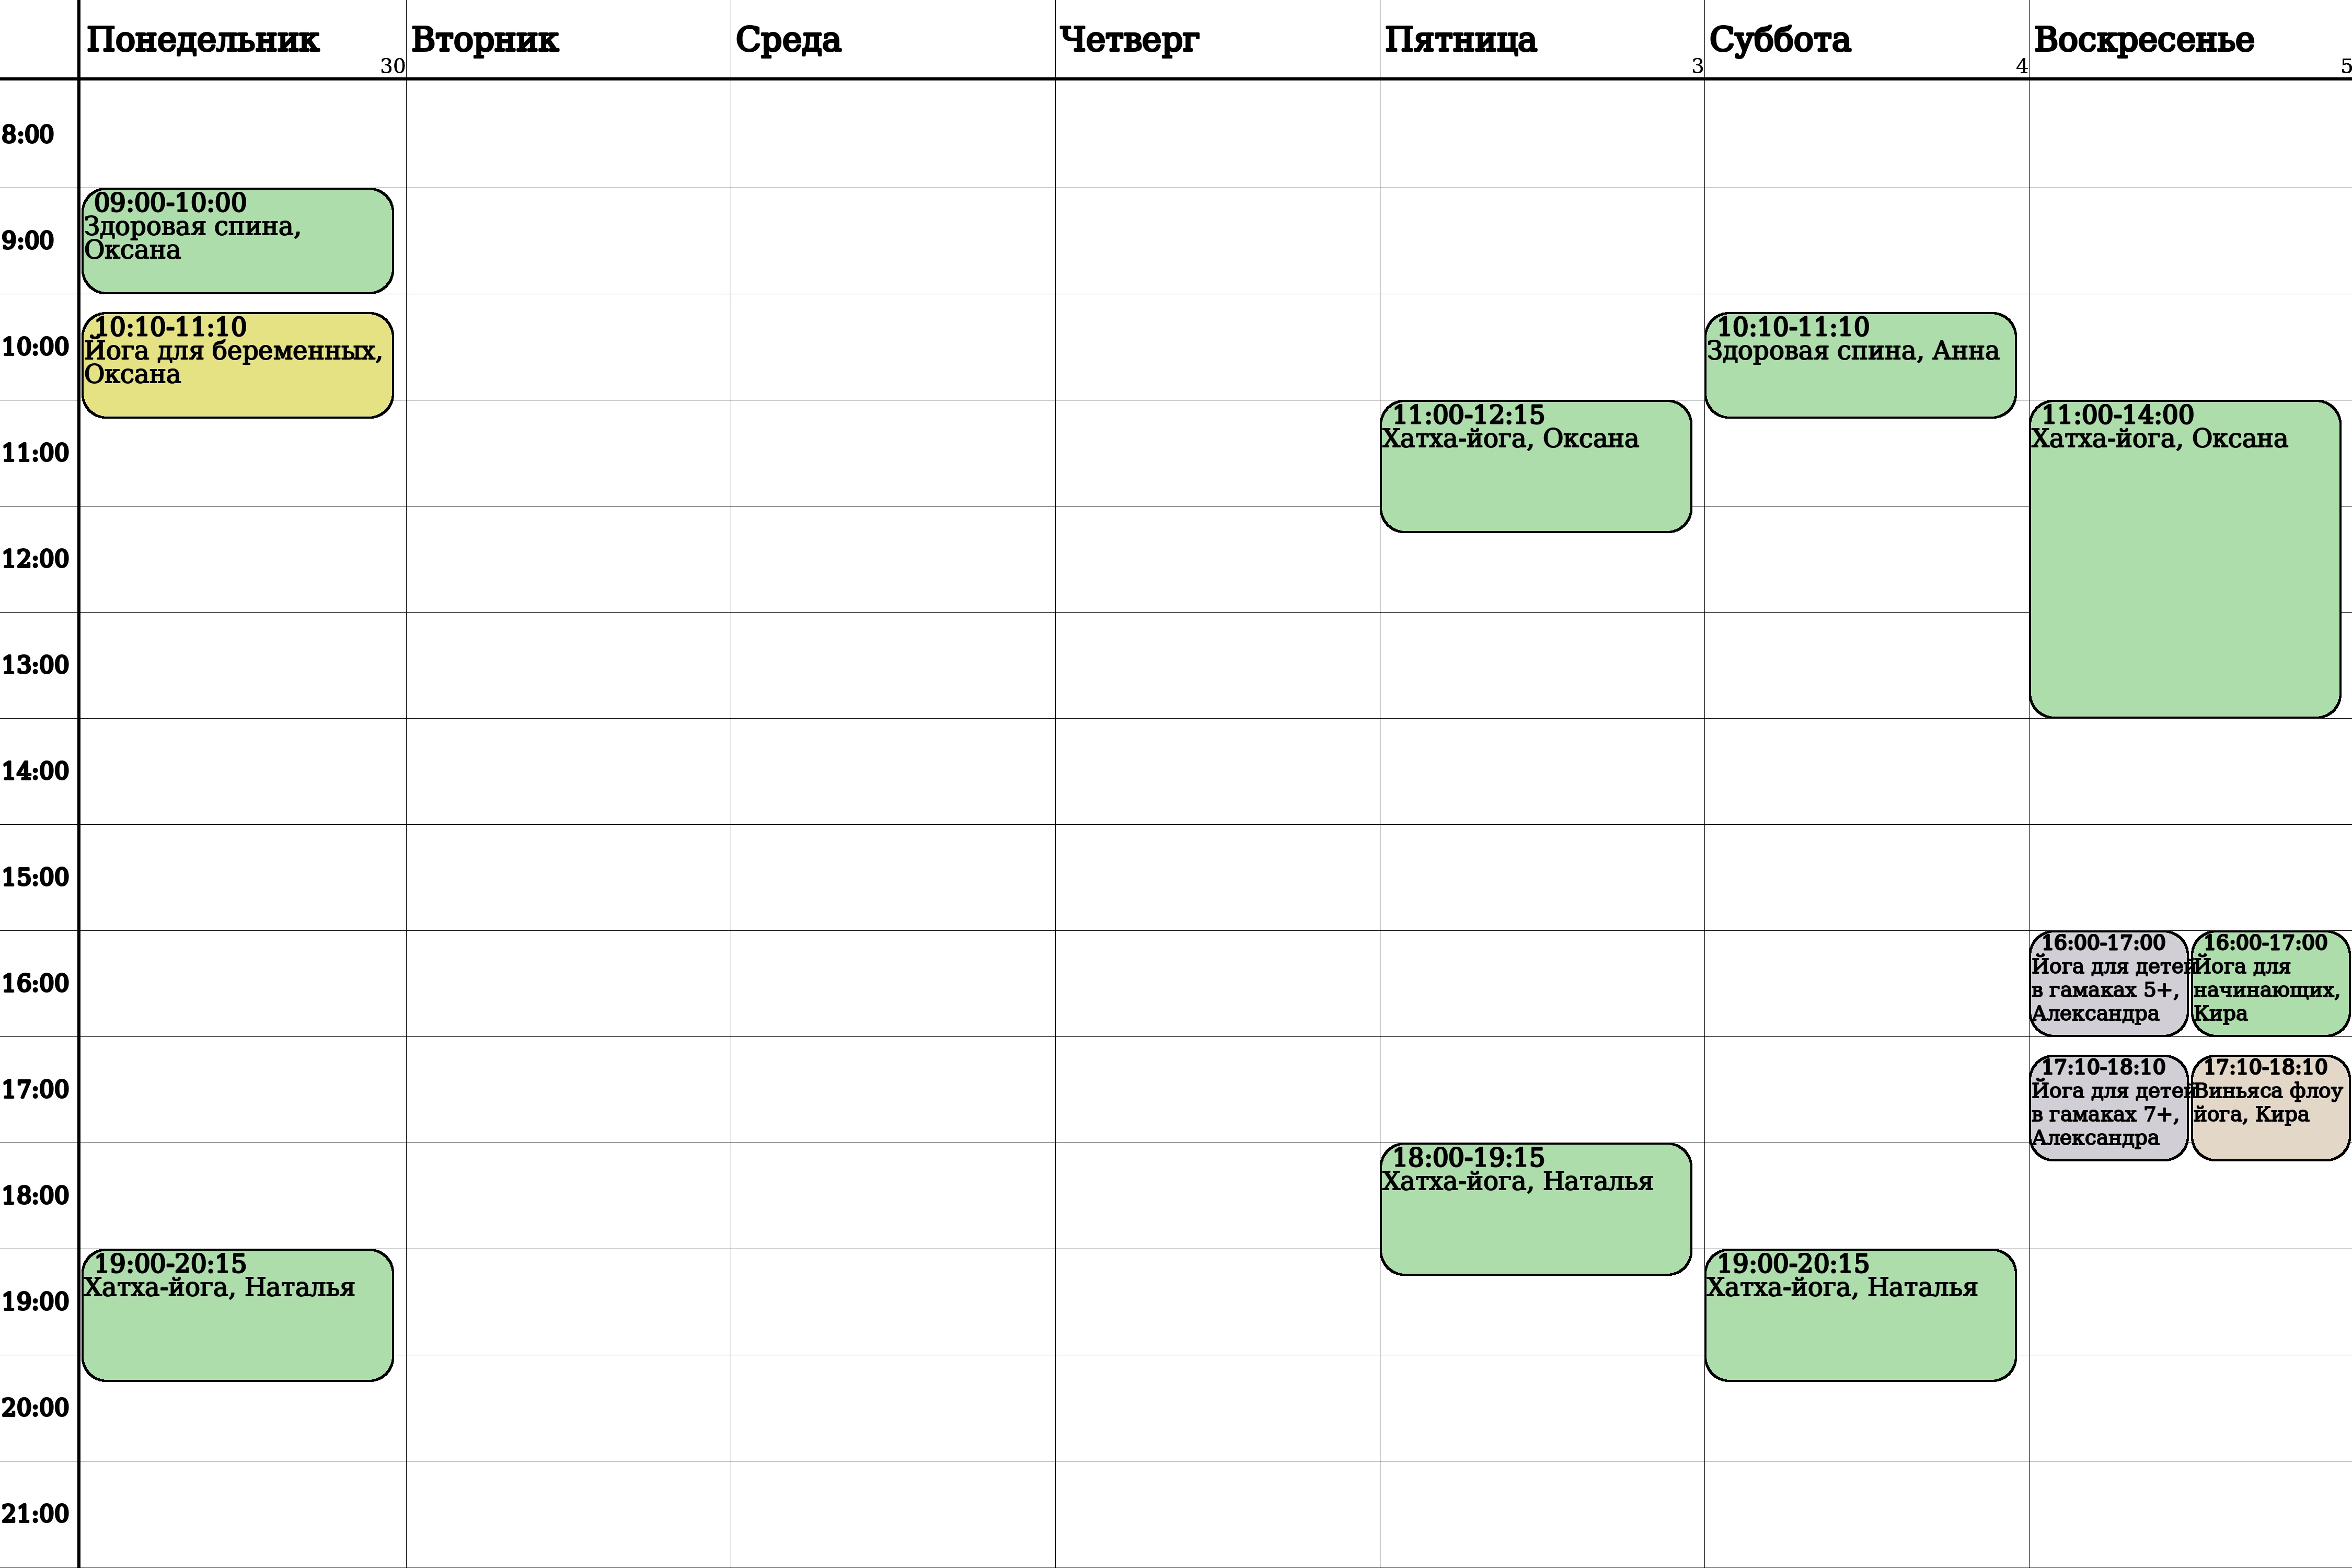 Понедельник
30
Вторник
Среда
Четверг
Пятница
3
Суббота
4
Воскресенье
5
8:00
9:00
10:00
11:00
12:00
13:00
14:00
15:00
16:00
17:00
18:00
19:00
20:00
21:00
09:00-10:00
Здоровая спина,
Оксана
10:10-11:10
Йога для беременных,
Оксана
19:00-20:15
Хатха-йога, Наталья
11:00-12:15
Хатха-йога, Оксана
18:00-19:15
Хатха-йога, Наталья
10:10-11:10
Здоровая спина, Анна
19:00-20:15
Хатха-йога, Наталья
11:00-14:00
Хатха-йога, Оксана
16:00-17:00
Йога для детей
в гамаках 5+,
Александра
16:00-17:00
Йога для
начинающих,
Кира
17:10-18:10
Йога для детей
в гамаках 7+,
Александра
17:10-18:10
Виньяса флоу
йога, Кира